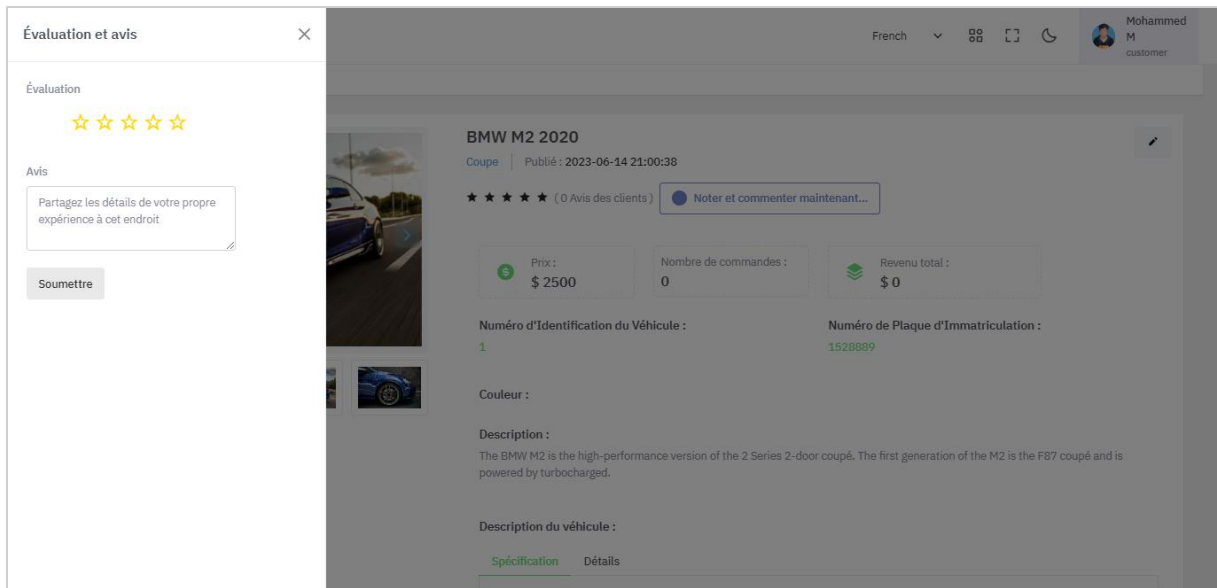 Évaluation et avis
Évaluation
Avis
Partagez les détails de votre propre
expérience à cet endroit
Soumettre
French
Mohammed
M
customer
BMW M2 2020
Coupe Publié : 2023-06-14 21:00:38
( 0 Avis des clients ) Noter et commenter maintenant...
Prix :
$ 2500
Nombre de commandes :
0
Revenu total :
$ 0
Numéro d'Identification du Véhicule :
1
Numéro de Plaque d'Immatriculation :
1528889
Couleur :
Description :
The BMW M2 is the high-performance version of the 2 Series 2-door coupé. The first generation of the M2 is the F87 coupé and is
powered by turbocharged.
Description du véhicule :
Spécification Détails